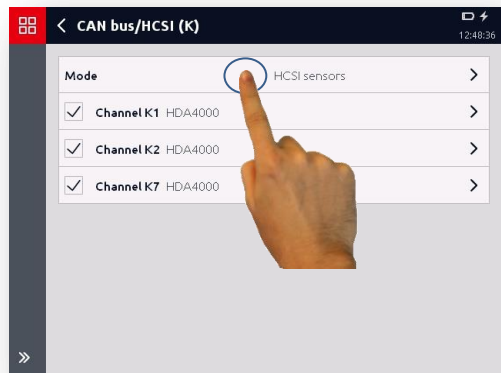 CAN bus/HCSI (K)
12:48:36
Mode HCSI sensors
Channel K1 HDA4000
Channel K2 HDA4000
Channel K7 HDA4000